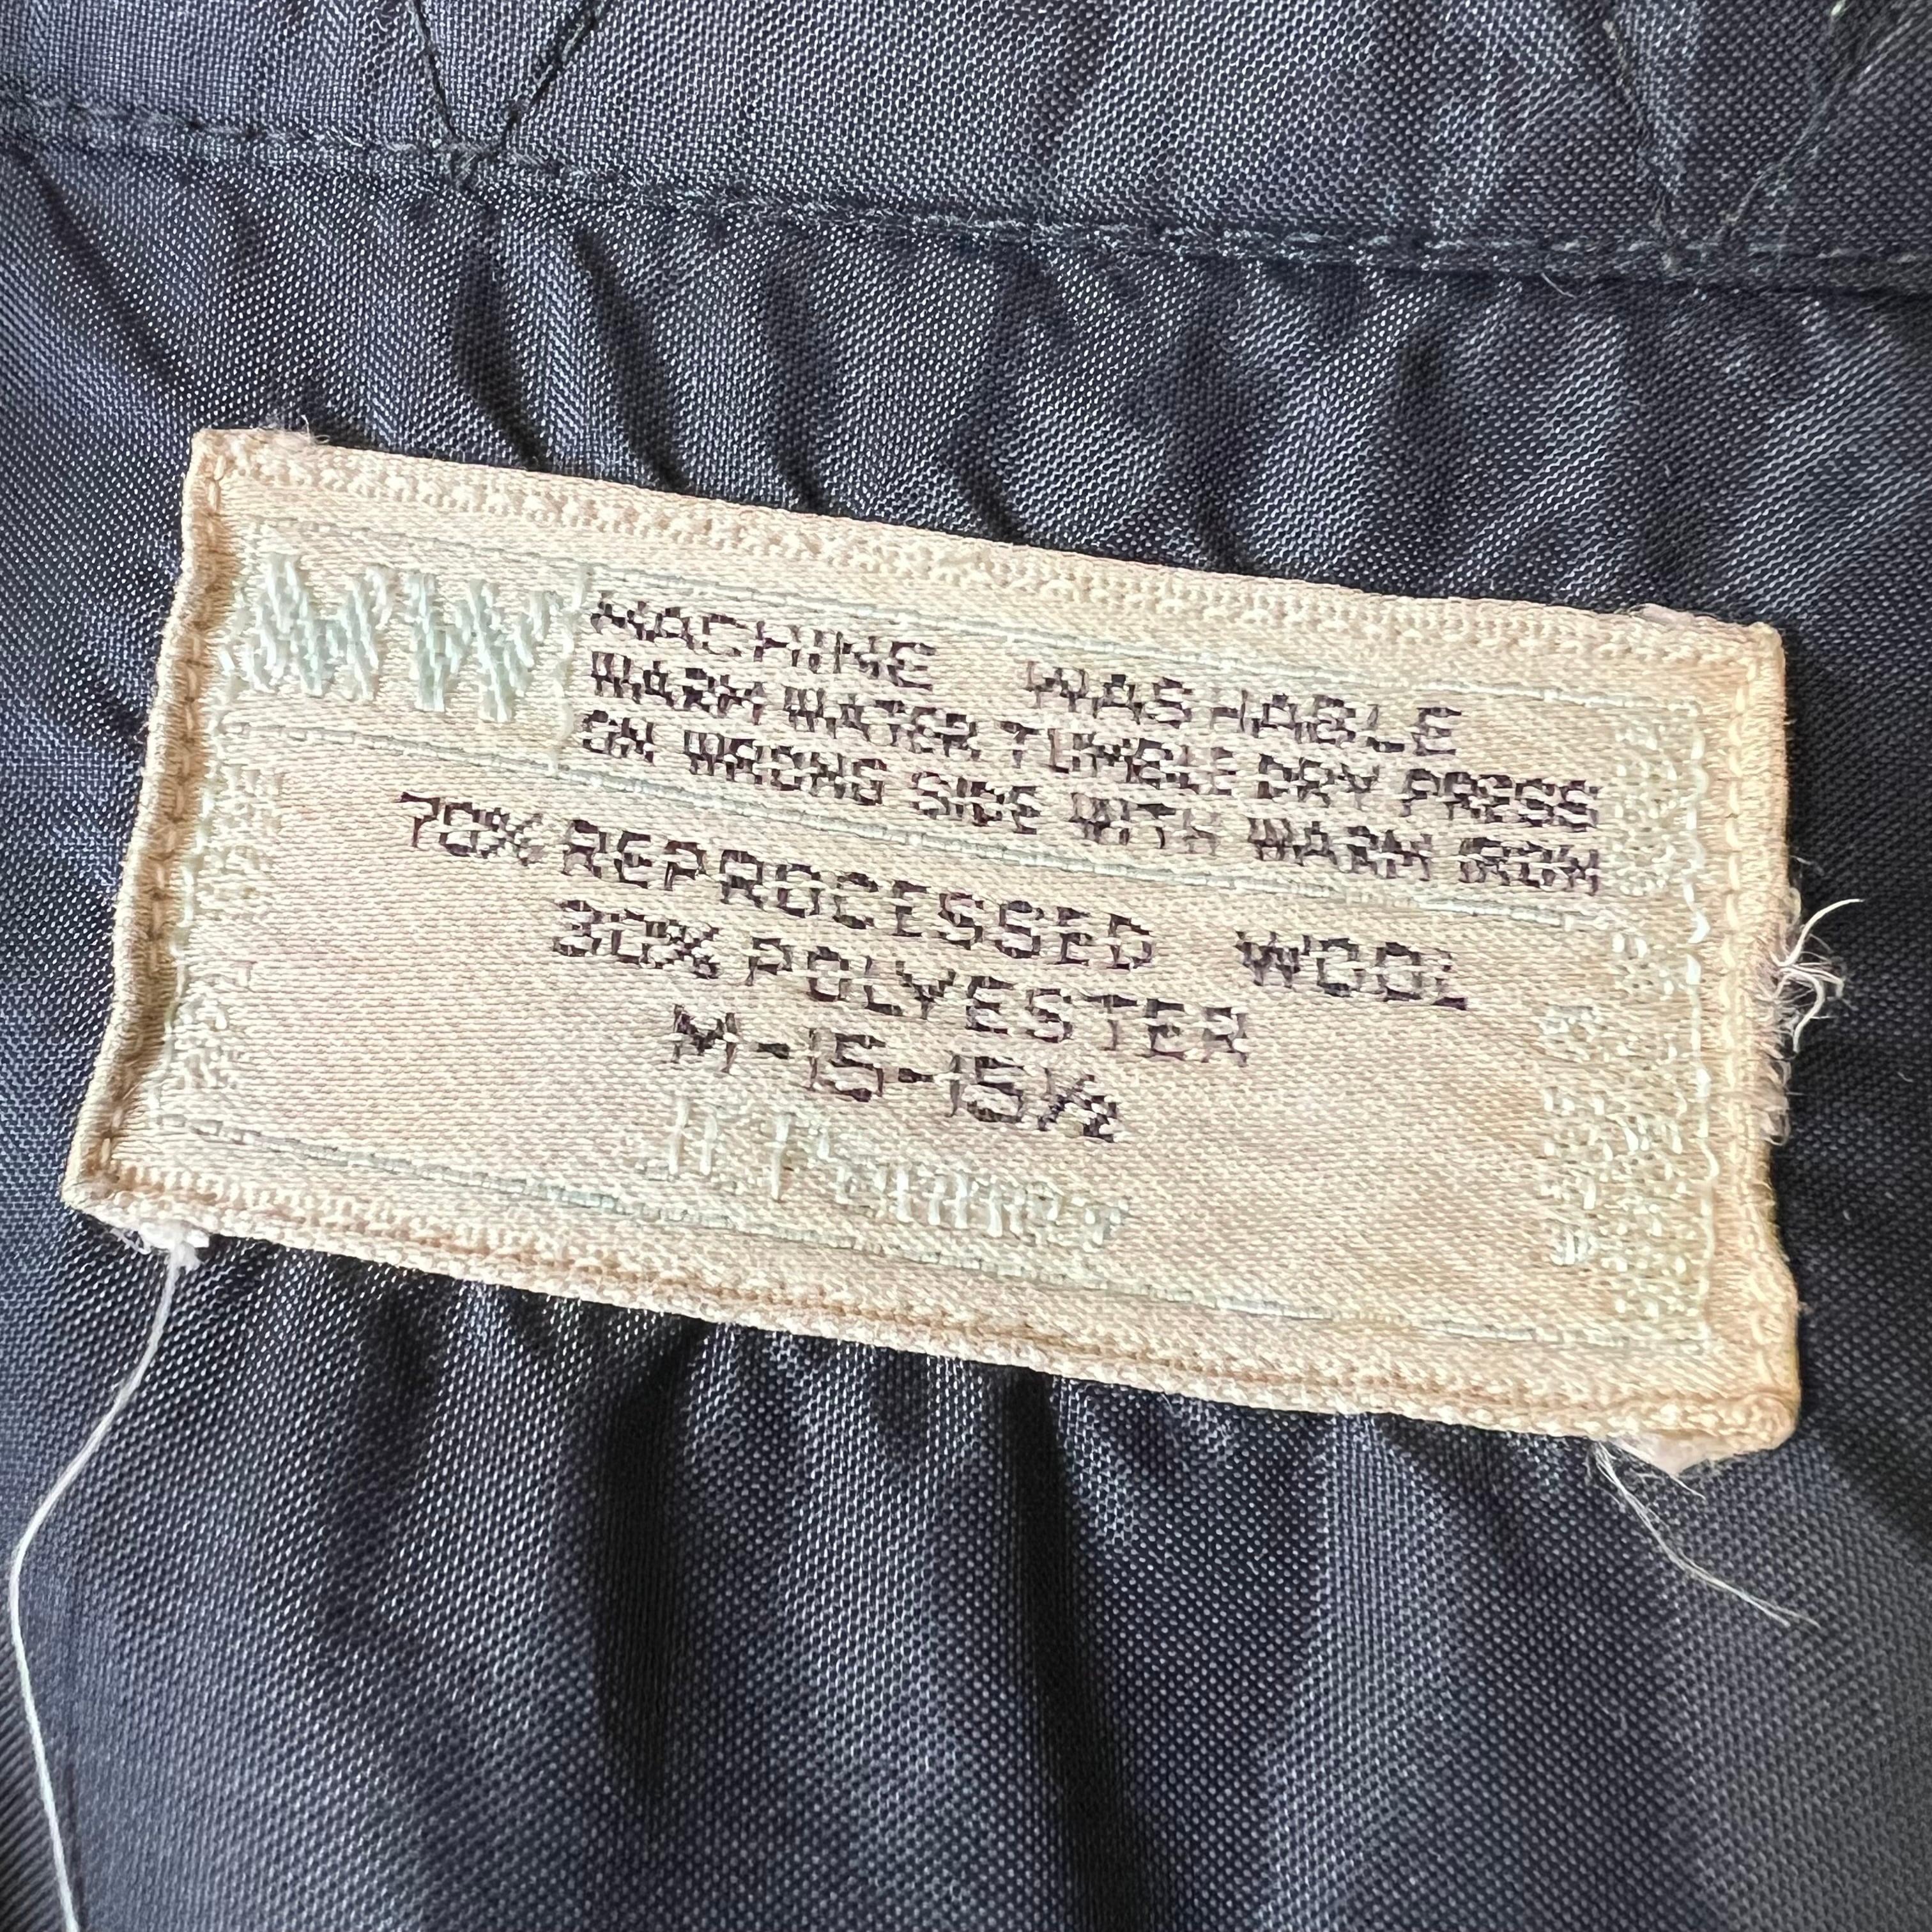 MW
MACHINE WASHABLE
WARM WATER TUMBLE DRY PRESS
ON WRONG SIDE WITH WARM IRON
70% REPROCESSED WOOL
30% POLYESTER
M-15-15½